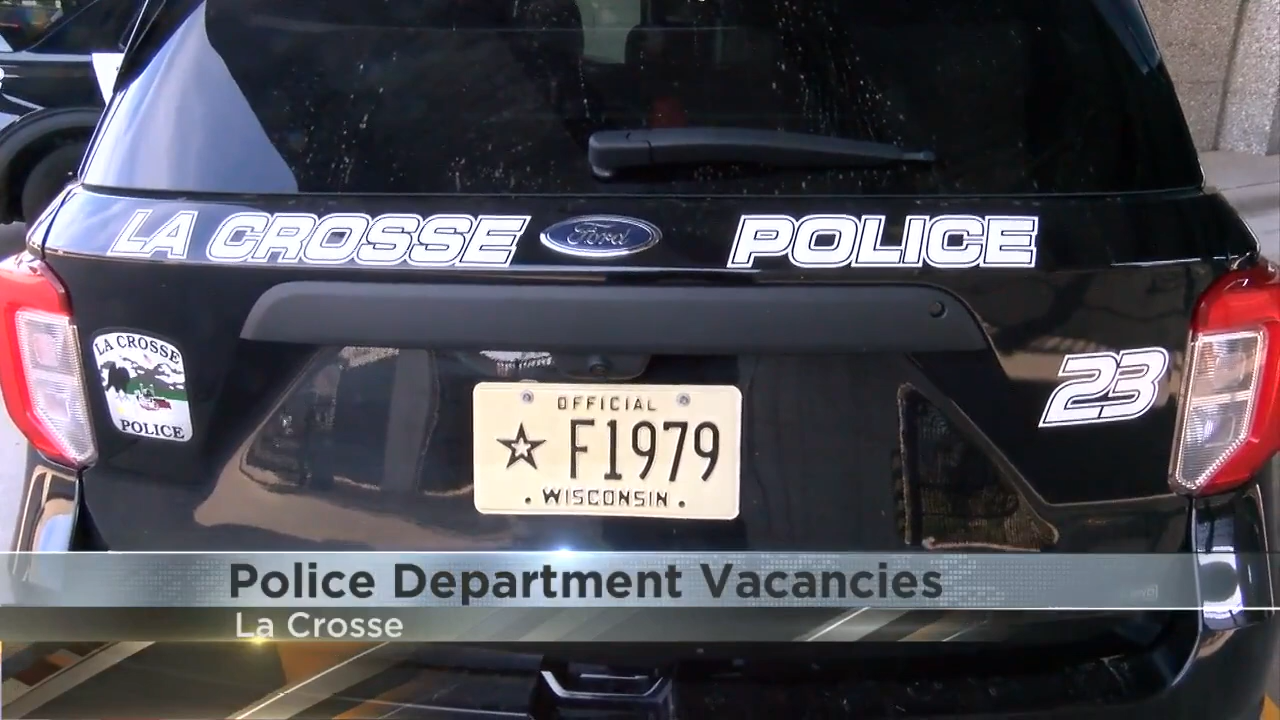 LA CROSSE Ford POLICE
LA CROSSE
POLICE
23
OFFICIAL
F1979
WISCONSIN
Police Department Vacancies
La Crosse